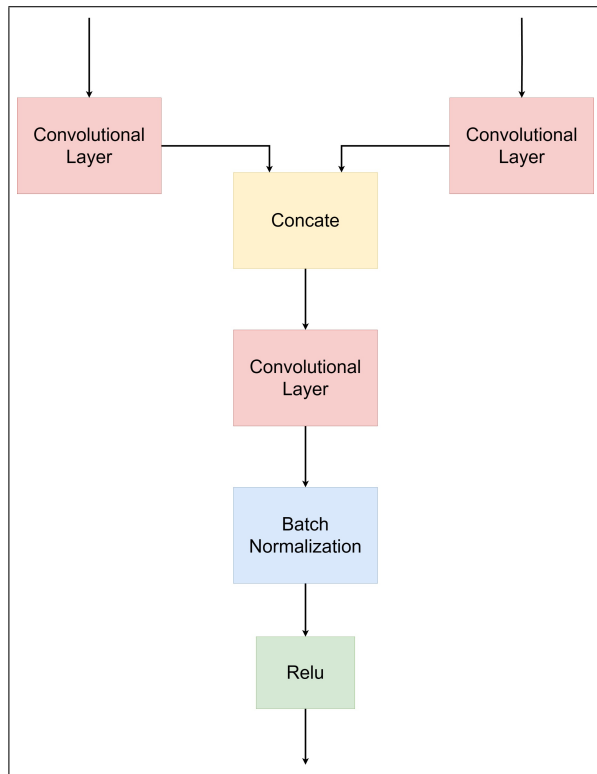 Convolutional
Layer
Convolutional
Layer
Concate
Convolutional
Layer
Batch
Normalization
Relu